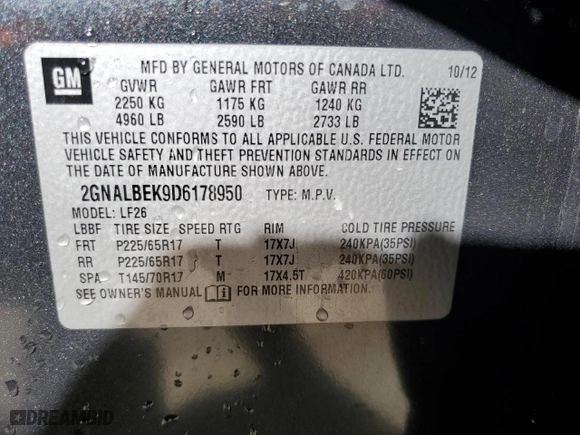 GM
MFD BY GENERAL MOTORS OF CANADA LTD. 10/12
GVWR GAWR FRT GAWR RR
2250 KG 1175 KG 1240 KG
4960 LB 2590 LB 2733 LB
THIS VEHICLE CONFORMS TO ALL APPLICABLE U.S. FEDERAL MOTOR
VEHICLE SAFETY AND THEFT PREVENTION STANDARDS IN EFFECT ON
THE DATE OF MANUFACTURE SHOWN ABOVE.
2GNALBEK9D6178950 TYPE: M.P.V.
MODEL: LF26
LBBF TIRE SIZE SPEED RTG RIM COLD TIRE PRESSURE
FRT P225/65R17 T 17X7J 240KPA(35PSI)
RR P225/65R17 T 17X7J 240KPA(35PSI)
SPA T145/70R17 M 17X4.5T 420KPA(60PSI)
SEE OWNER'S MANUAL FOR MORE INFORMATION.
DREAMBID